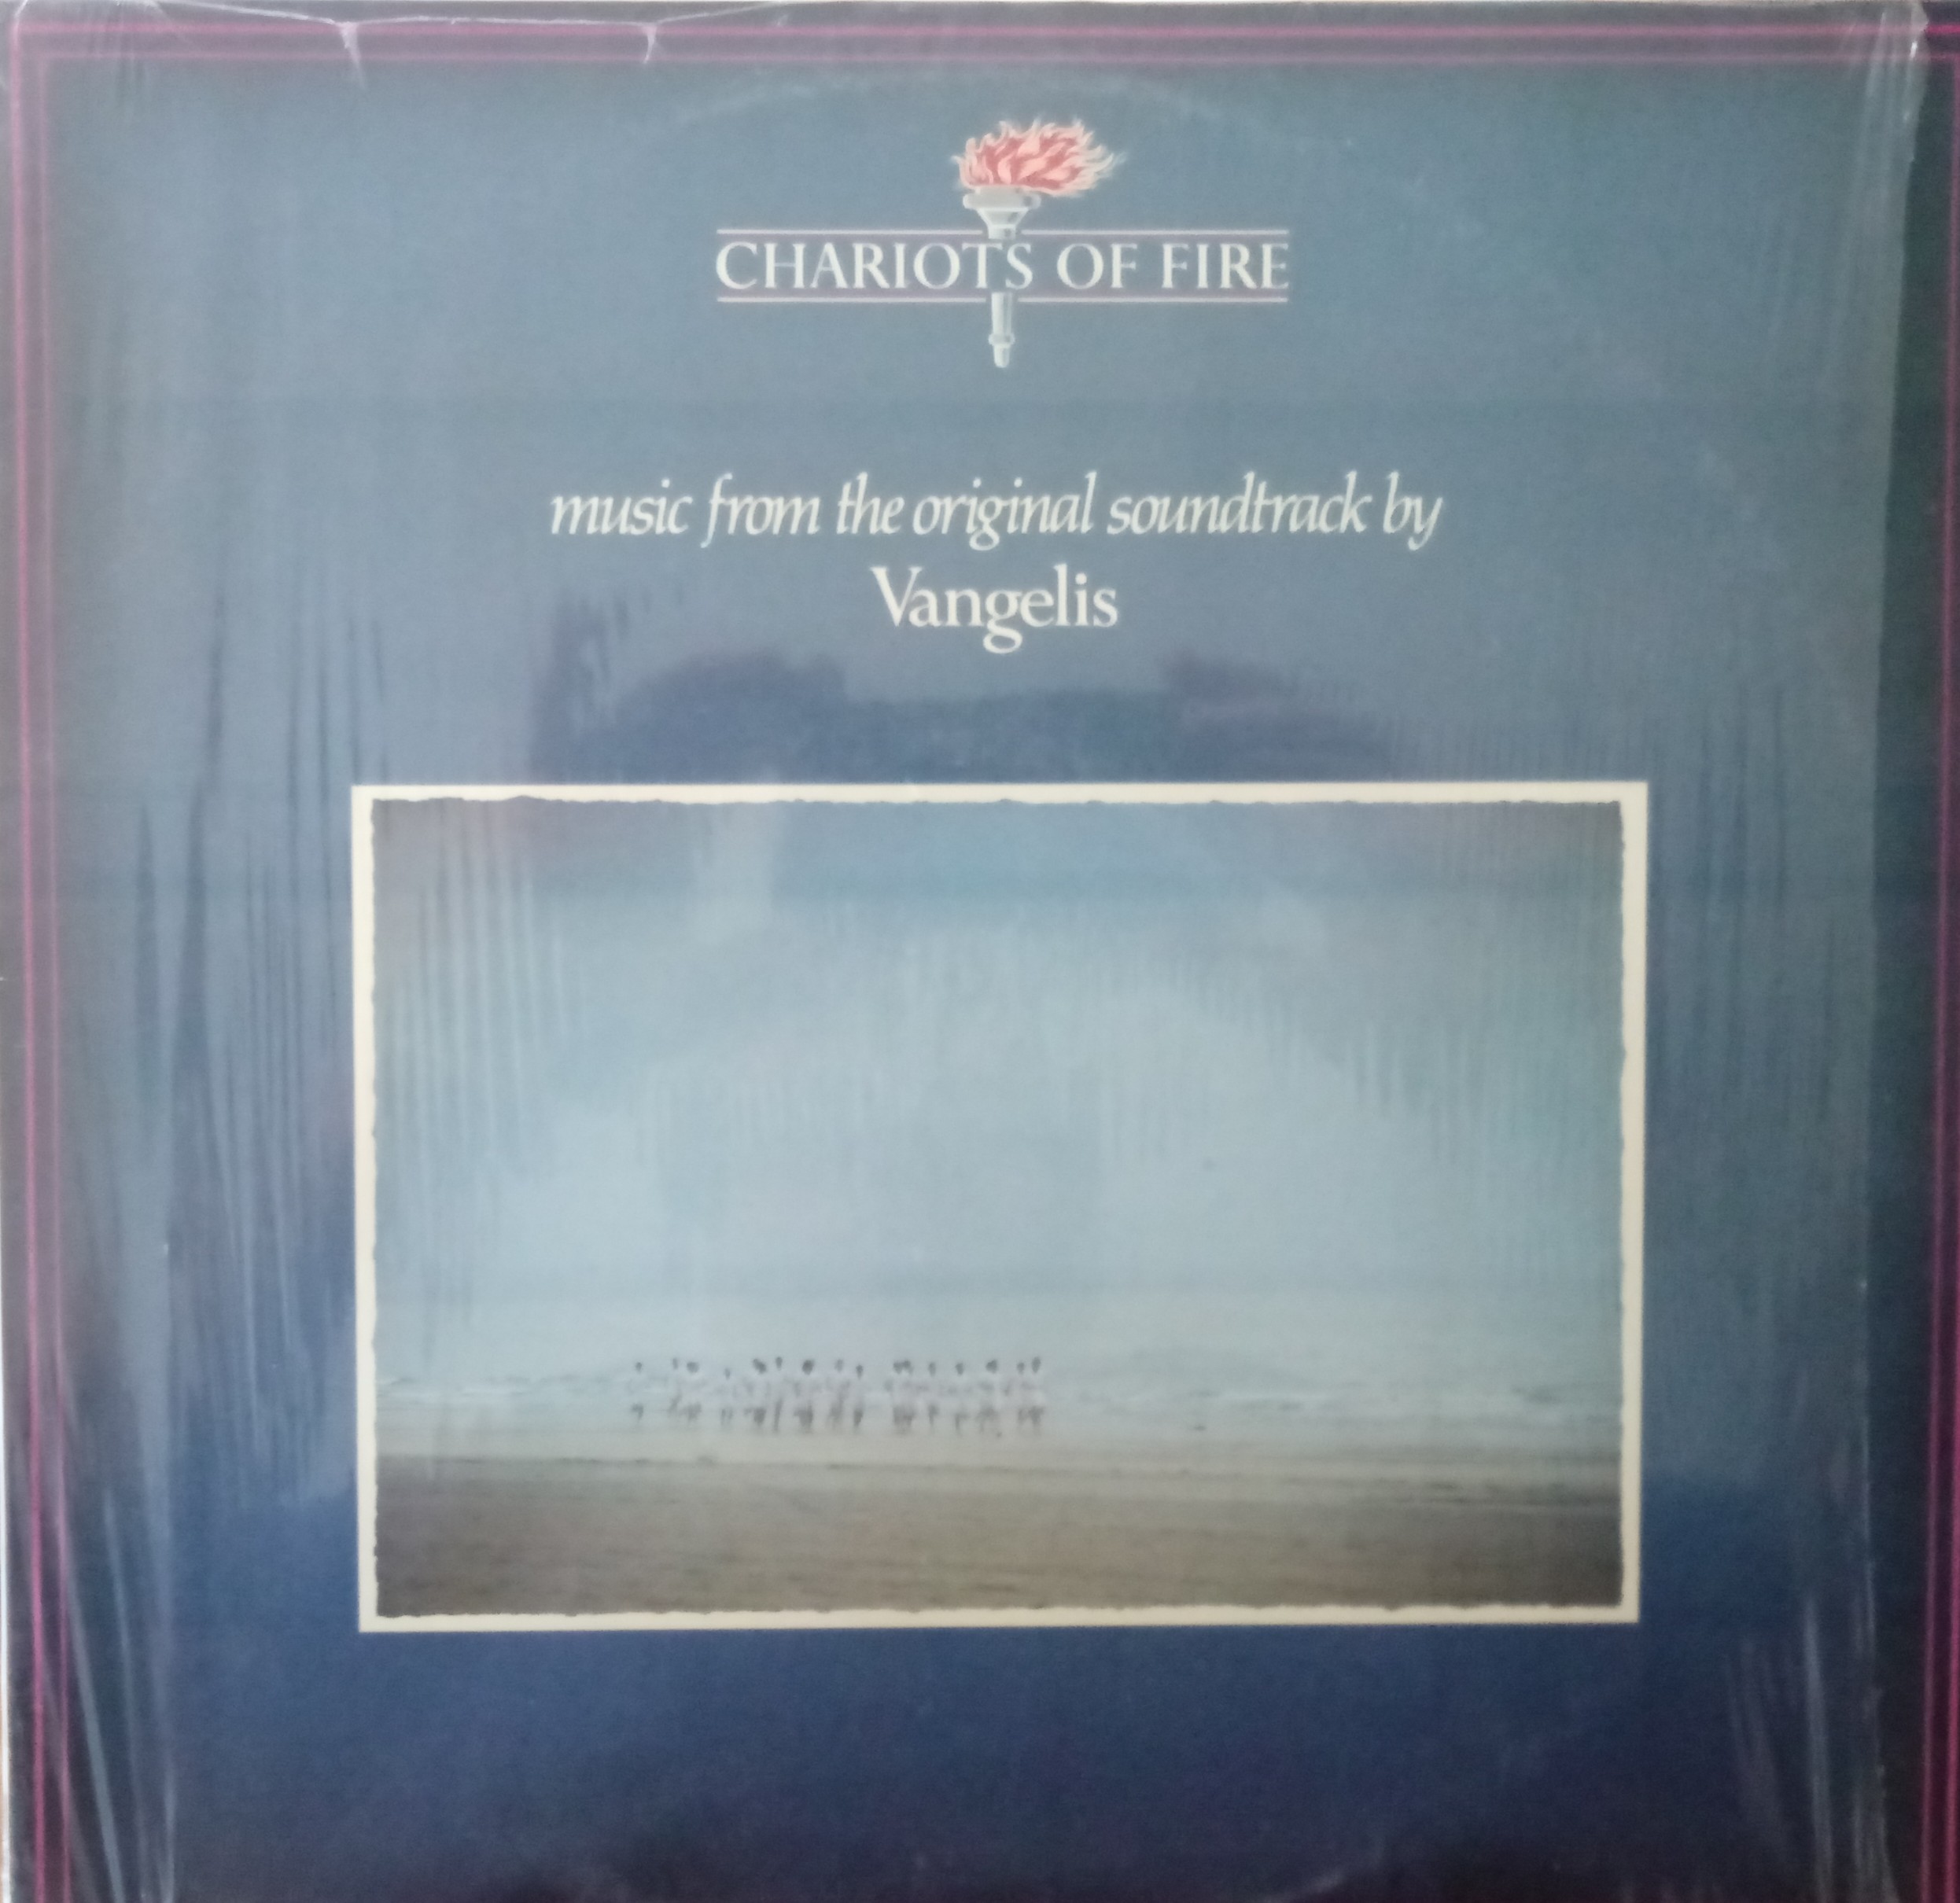 CHARIOTS OF FIRE
music from the original soundtrack by
Vangelis